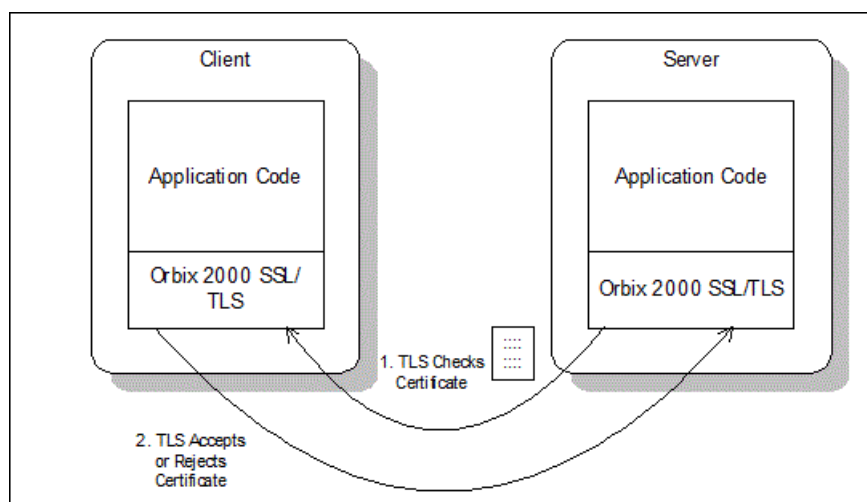 Client
Server
Application Code
Application Code
Orbix 2000 SSL/
TLS
Orbix 2000 SSL/TLS
1. TLS Checks
Certificate
2. TLS Accepts
or Rejects
Certificate